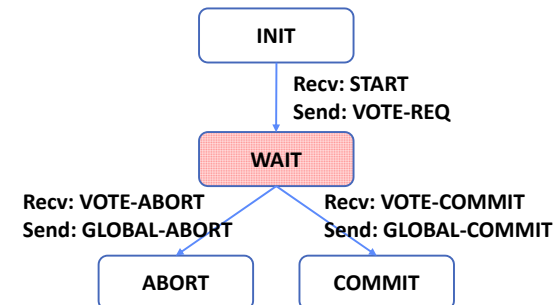 INIT
Recv: START
Send: VOTE-REQ
WAIT
Recv: VOTE-ABORT
Send: GLOBAL-ABORT
Recv: VOTE-COMMIT
Send: GLOBAL-COMMIT
ABORT
COMMIT